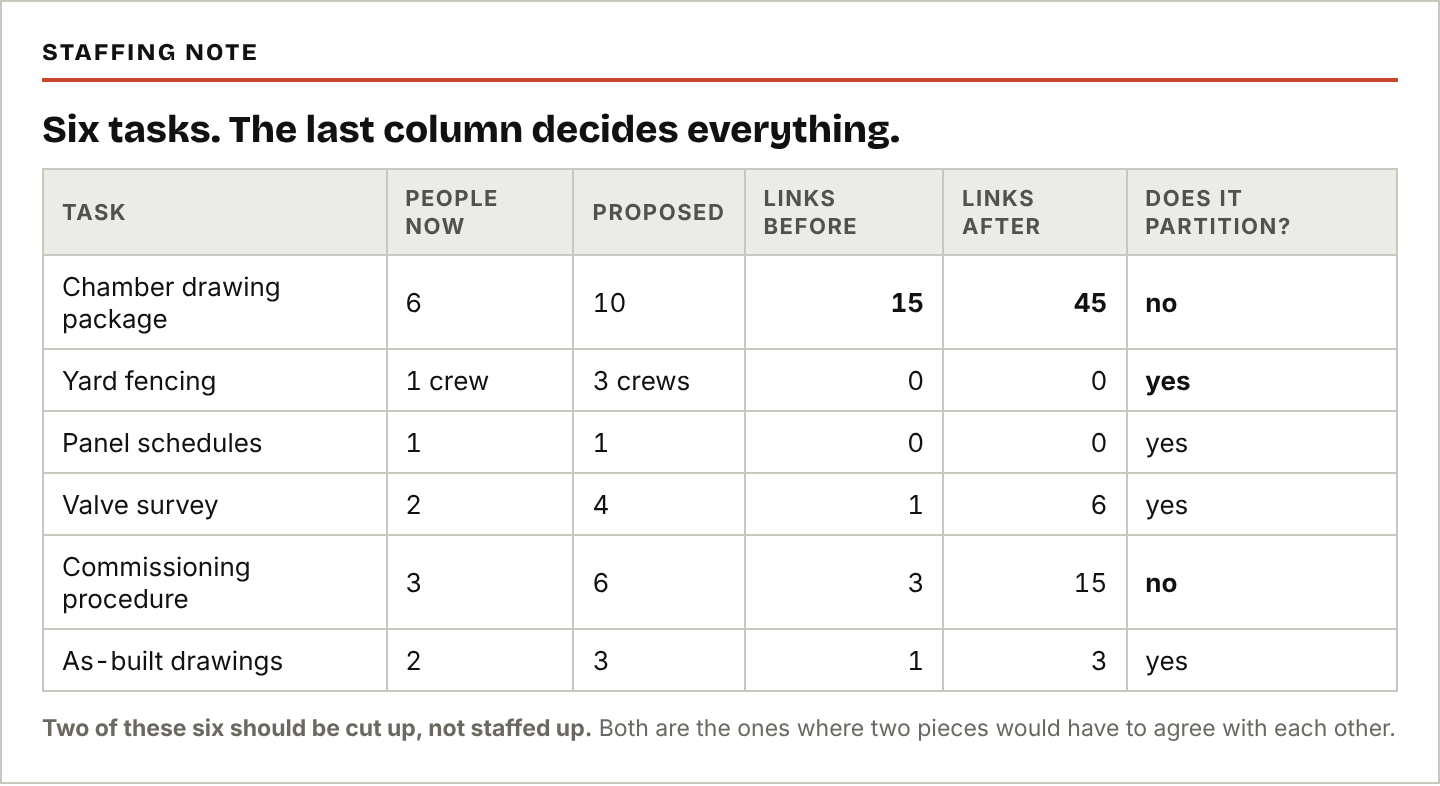 STAFFING NOTE
Six tasks. The last column decides everything.
TASK
PEOPLE
NOW
PROPOSED
LINKS
BEFORE
LINKS
AFTER
DOES IT
PARTITION?
Chamber drawing
package
6
10
15
45
no
Yard fencing
1 crew
3 crews
0
0
yes
Panel schedules
1
1
0
0
yes
Valve survey
2
4
1
6
yes
Commissioning
procedure
3
6
3
15
no
As-built drawings
2
3
1
3
yes
Two of these six should be cut up, not staffed up. Both are the ones where two pieces would have to agree with each other.